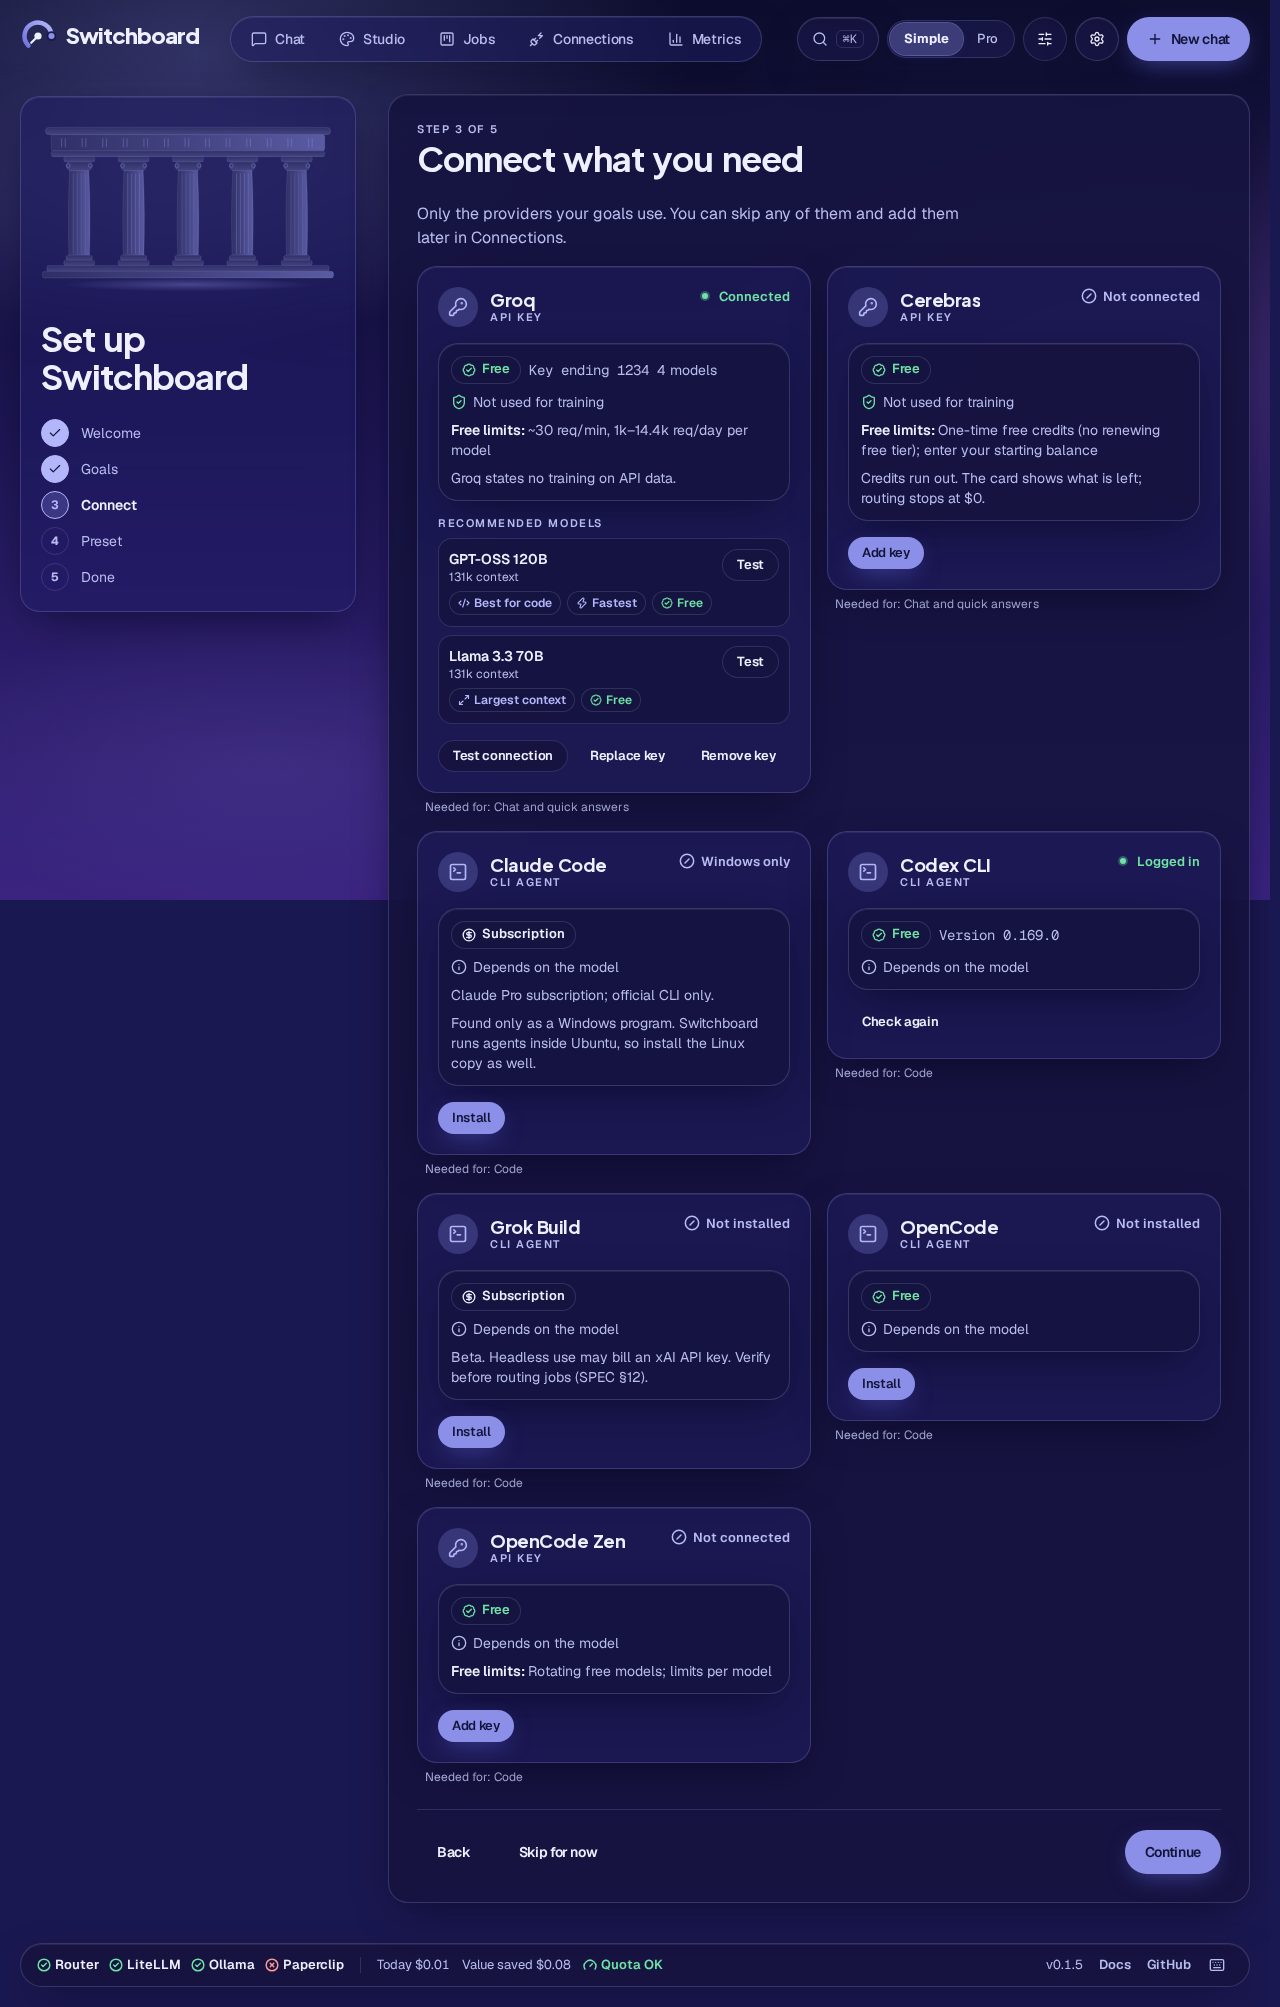 Switchboard
Chat
Studio
Jobs
Connections
Metrics
⌘K
Simple
Pro
New chat
Set up
Switchboard
Welcome
Goals
3 Connect
4 Preset
5 Done
STEP 3 OF 5
Connect what you need
Only the providers your goals use. You can skip any of them and add them
later in Connections.
Groq
API KEY
Connected
Free Key ending 1234 4 models
Not used for training
Free limits: ~30 req/min, 1k–14.4k req/day per
model
Groq states no training on API data.
RECOMMENDED MODELS
GPT-OSS 120B
131k context
Best for code Fastest Free
Test
Llama 3.3 70B
131k context
Largest context Free
Test
Test connection Replace key Remove key
Needed for: Chat and quick answers
Cerebras
API KEY
Not connected
Free
Not used for training
Free limits: One-time free credits (no renewing
free tier); enter your starting balance
Credits run out. The card shows what is left;
routing stops at $0.
Add key
Needed for: Chat and quick answers
Claude Code
CLI AGENT
Windows only
Subscription
Depends on the model
Claude Pro subscription; official CLI only.
Found only as a Windows program. Switchboard
runs agents inside Ubuntu, so install the Linux
copy as well.
Install
Needed for: Code
Codex CLI
CLI AGENT
Logged in
Free Version 0.169.0
Depends on the model
Check again
Needed for: Code
Grok Build
CLI AGENT
Not installed
Subscription
Depends on the model
Beta. Headless use may bill an xAI API key. Verify
before routing jobs (SPEC §12).
Install
Needed for: Code
OpenCode
CLI AGENT
Not installed
Free
Depends on the model
Install
Needed for: Code
OpenCode Zen
API KEY
Not connected
Free
Depends on the model
Free limits: Rotating free models; limits per model
Add key
Needed for: Code
Back
Skip for now
Continue
Router LiteLLM Ollama Paperclip Today $0.01 Value saved $0.08 Quota OK v0.1.5 Docs GitHub